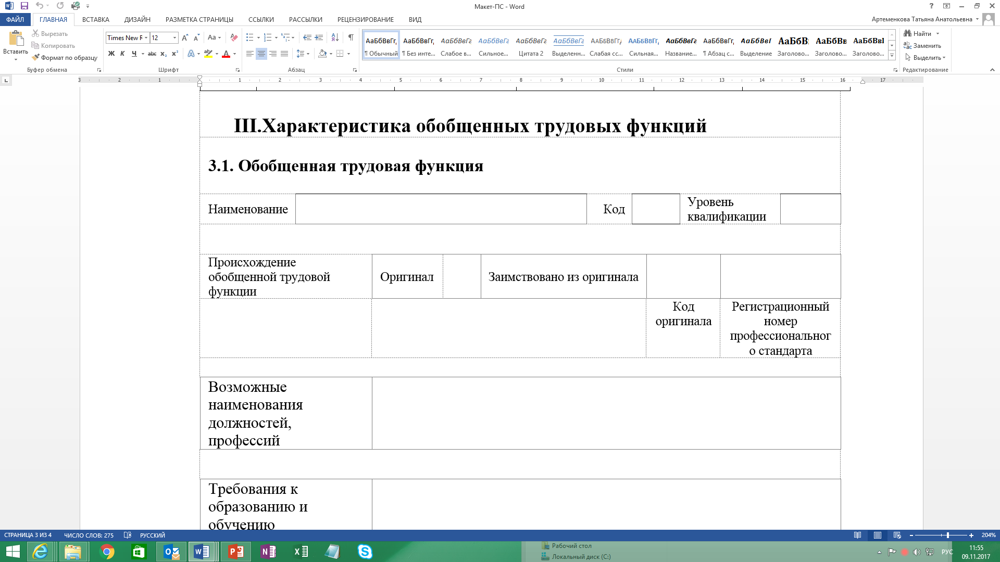 Макет-ПС - Word
ФАЙЛ ГЛАВНАЯ ВСТАВКА ДИЗАЙН РАЗМЕТКА СТРАНИЦЫ ССЫЛКИ РАССЫЛКИ РЕЦЕНЗИРОВАНИЕ ВИД
Артеменкова Татьяна Анатольевна
Вставить
Вырезать
Копировать
Формат по образцу
Буфер обмена
Times New R 12
Ж К Ч abc x₂ x²
Шрифт
Абзац
АаБбВвГг, АаБбВвГг, АаБбВвГг АаБбВвГг АаБбВвГг АаБбВвГг ААБбВвГг, ААБбВвГг, АаБбВвГг АаБбВвГг, АаБбВвІ АаБбВ АаБбВв АаБбВвІ
¶ Обычный ¶ Без инте... Слабое в... Сильное... Цитата 2 Выделенн... Слабая сс... Сильная... Название... ¶ Абзац с... Выделение Заголово... Заголово... Заголово...
Стили
Найти
Заменить
Выделить
Редактирование
3 2 1 1 2 3 4 5 6 7 8 9 10 11 12 13 14 15 16 17
III.Характеристика обобщенных трудовых функций
3.1. Обобщенная трудовая функция
Наименование
Код
Уровень
квалификации
Происхождение
обобщенной трудовой
функции
Оригинал
Заимствовано из оригинала
Код
оригинала
Регистрационный
номер
профессиональног
о стандарта
Возможные
наименования
должностей,
профессий
Требования к
образованию и
обучению
СТРАНИЦА 3 ИЗ 4 ЧИСЛО СЛОВ: 275 РУССКИЙ
204%
Рабочий стол
Локальный диск (C:)
РУС
11:55
09.11.2017